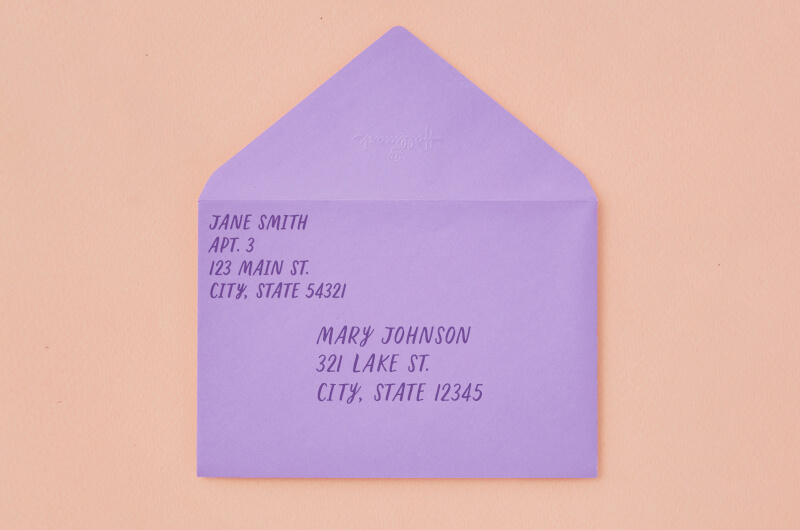 JANE SMITH
APT. 3
123 MAIN ST.
CITY, STATE 54321
MARY JOHNSON
321 LAKE ST.
CITY, STATE 12345